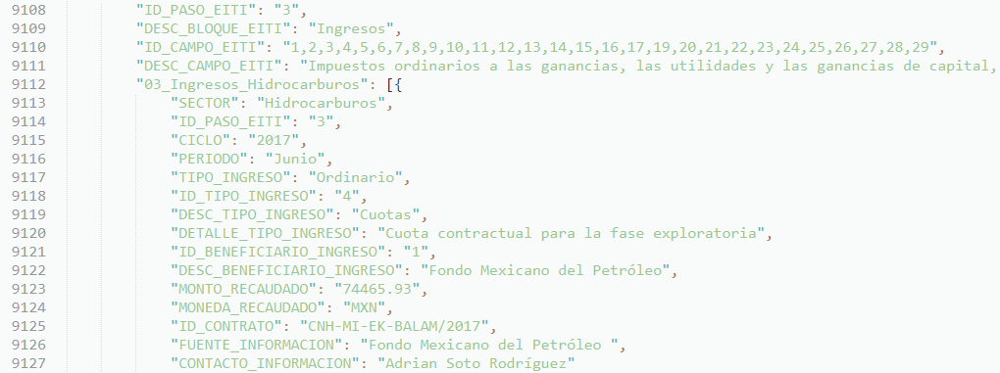 9108 "ID_PASO_EITI": "3",
9109 "DESC_BLOQUE_EITI": "Ingresos",
9110 "ID_CAMPO_EITI": "1,2,3,4,5,6,7,8,9,10,11,12,13,14,15,16,17,19,20,21,22,23,24,25,26,27,28,29",
9111 "DESC_CAMPO_EITI": "Impuestos ordinarios a las ganancias, las utilidades y las ganancias de capital,
9112 "03_Ingresos_Hidrocarburos": [{
9113 "SECTOR": "Hidrocarburos",
9114 "ID_PASO_EITI": "3",
9115 "CICLO": "2017",
9116 "PERIODO": "Junio",
9117 "TIPO_INGRESO": "Ordinario",
9118 "ID_TIPO_INGRESO": "4",
9119 "DESC_TIPO_INGRESO": "Cuotas",
9120 "DETALLE_TIPO_INGRESO": "Cuota contractual para la fase exploratoria",
9121 "ID_BENEFICIARIO_INGRESO": "1",
9122 "DESC_BENEFICIARIO_INGRESO": "Fondo Mexicano del Petróleo",
9123 "MONTO_RECAUDADO": "74465.93",
9124 "MONEDA_RECAUDADO": "MXN",
9125 "ID_CONTRATO": "CNH-MI-EK-BALAM/2017",
9126 "FUENTE_INFORMACION": "Fondo Mexicano del Petróleo ",
9127 "CONTACTO_INFORMACION": "Adrian Soto Rodríguez"